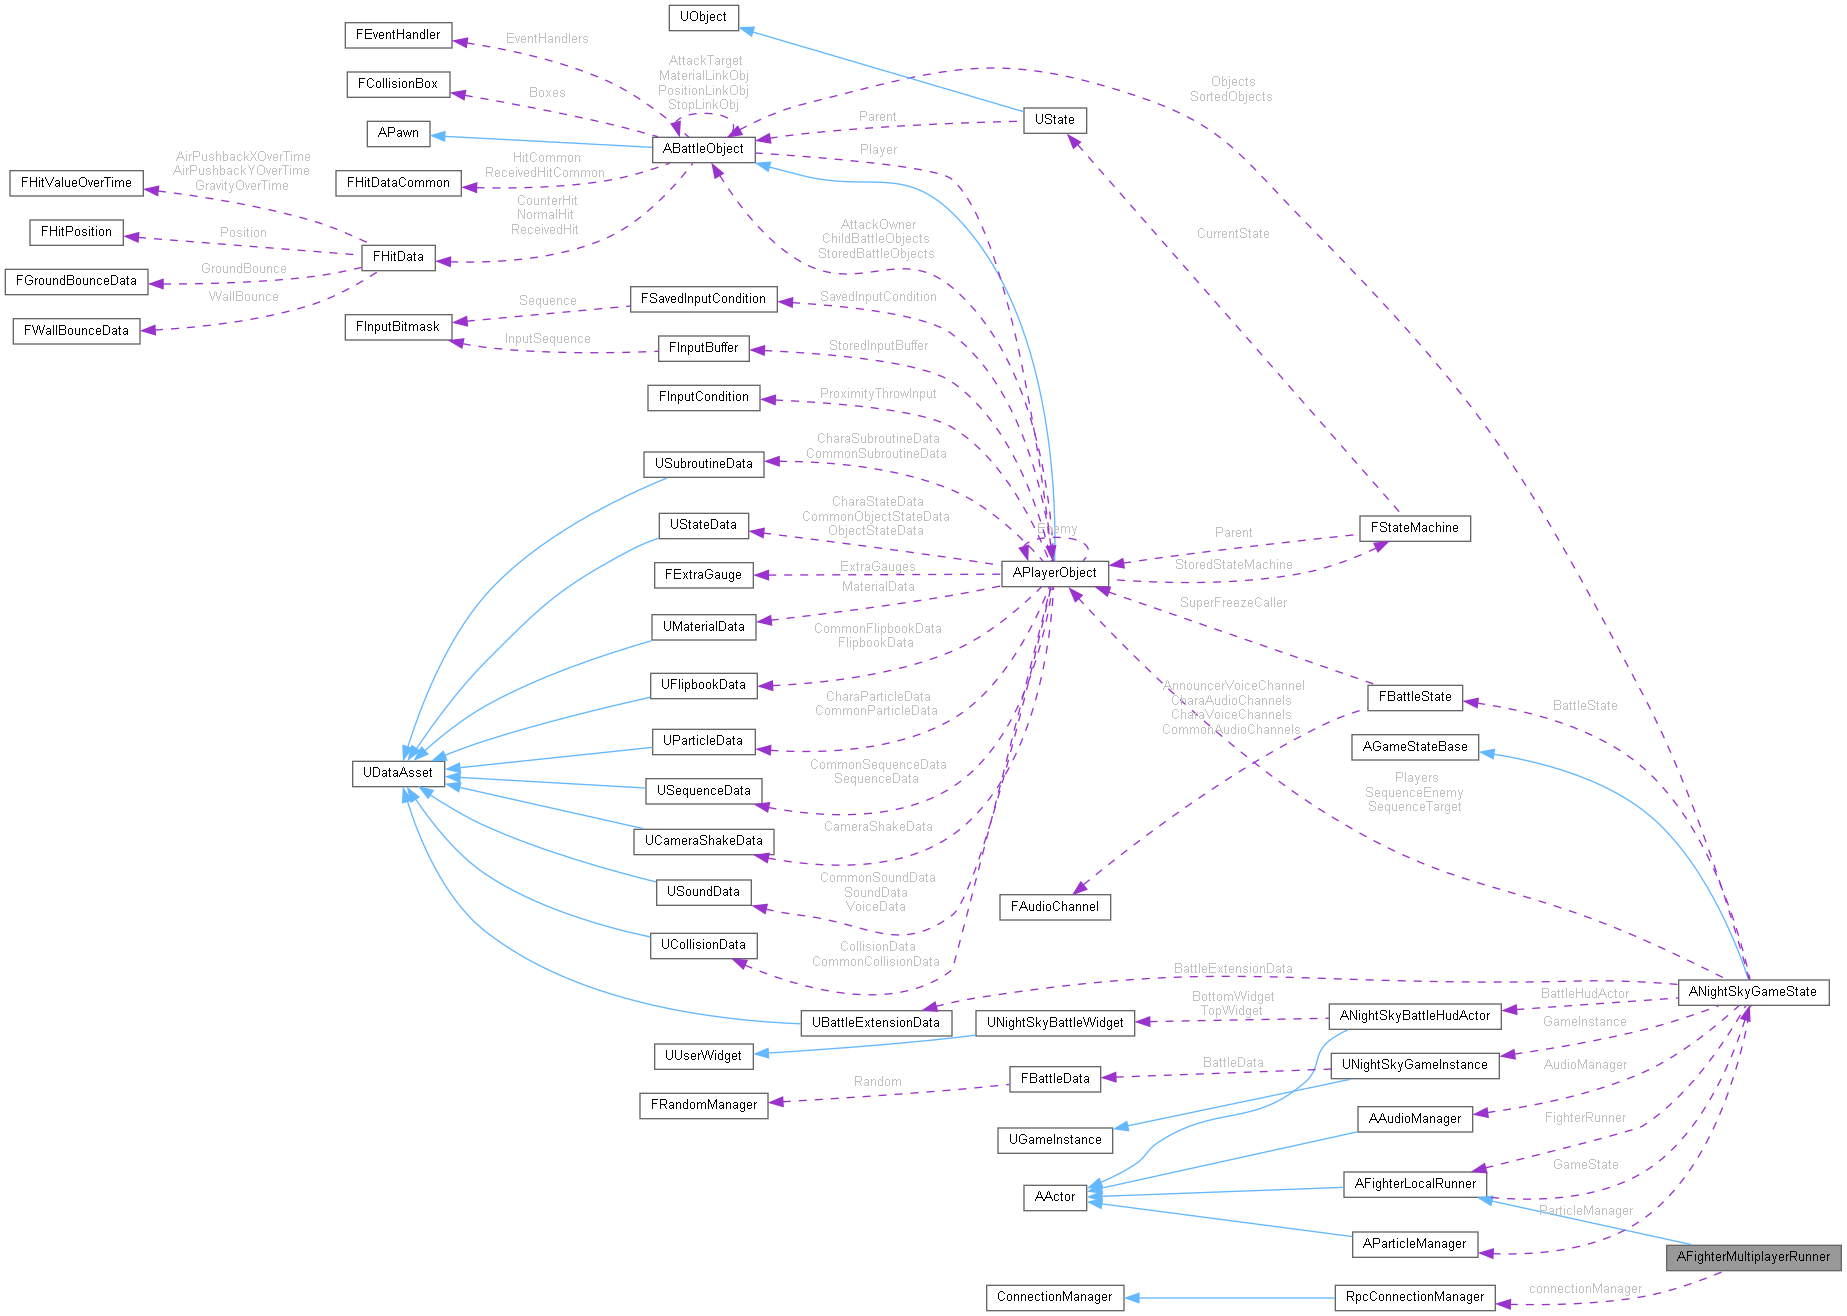 UObject
FEventHandler
EventHandlers
AttackTarget
MaterialLinkObj
PositionLinkObj
StopLinkObj
Objects
SortedObjects
FCollisionBox
Boxes
APawn
ABattleObject
Parent
UState
Player
HitCommon
ReceivedHitCommon
FHitDataCommon
AirPushbackXOverTime
AirPushbackYOverTime
GravityOverTime
FHitValueOverTime
CounterHit
NormalHit
ReceivedHit
FHitPosition
Position
FHitData
AttackOwner
ChildBattleObjects
StoredBattleObjects
CurrentState
GroundBounce
FGroundBounceData
WallBounce
FWallBounceData
FInputBitmask
Sequence
FSavedInputCondition
SavedInputCondition
InputSequence
FInputBuffer
StoredInputBuffer
FInputCondition
ProximityThrowInput
USubroutineData
CharaSubroutineData
CommonSubroutineData
UStateData
CharaStateData
CommonObjectStateData
ObjectStateData
Enemy
FStateMachine
Parent
StoredStateMachine
FExtraGauge
ExtraGauges
APlayerObject
MaterialData
UMaterialData
SuperFreezeCaller
CommonFlipbookData
FlipbookData
UFlipbookData
AnnouncerVoiceChannel
CharaAudioChannels
CharaVoiceChannels
CommonAudioChannels
FBattleState
BattleState
CharaParticleData
CommonParticleData
UParticleData
AGameStateBase
UDataAsset
CommonSequenceData
SequenceData
USequenceData
Players
SequenceEnemy
SequenceTarget
CameraShakeData
UCameraShakeData
USoundData
CommonSoundData
SoundData
VoiceData
FAudioChannel
UCollisionData
CollisionData
CommonCollisionData
BattleExtensionData
ANightSkyGameState
UBattleExtensionData
UNightSkyBattleWidget
BottomWidget
TopWidget
ANightSkyBattleHudActor
BattleHudActor
GameInstance
UUserWidget
BattleData
UNightSkyGameInstance
AudioManager
FBattleData
Random
FRandomManager
AAudioManager
FighterRunner
UGameInstance
GameState
AFighterLocalRunner
AActor
ParticleManager
AParticleManager
AFighterMultiplayerRunner
connectionManager
ConnectionManager
RpcConnectionManager